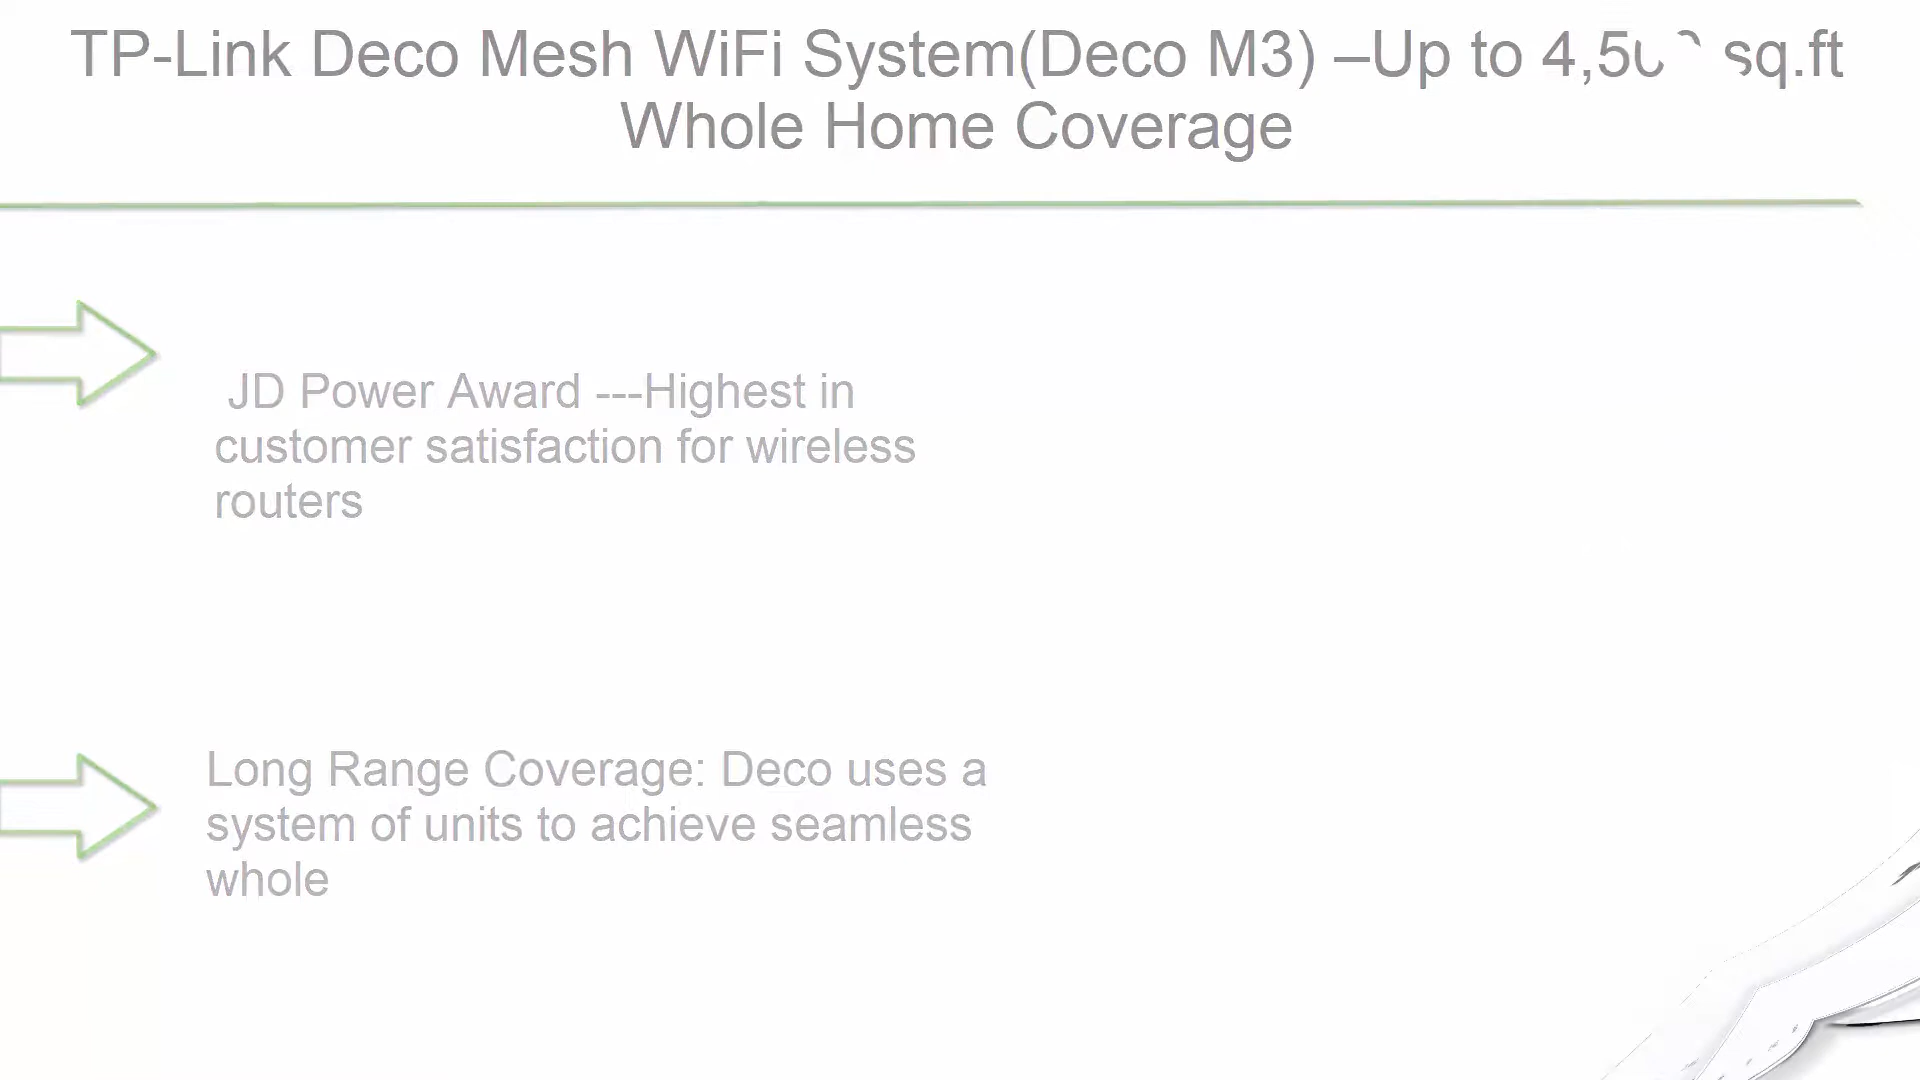 TP-Link Deco Mesh WiFi System(Deco M3) –Up to sq.ft
Whole Home Coverage
JD Power Award ---Highest in
customer satisfaction for wireless
routers
Long Range Coverage: Deco uses a
system of units to achieve seamless
whole